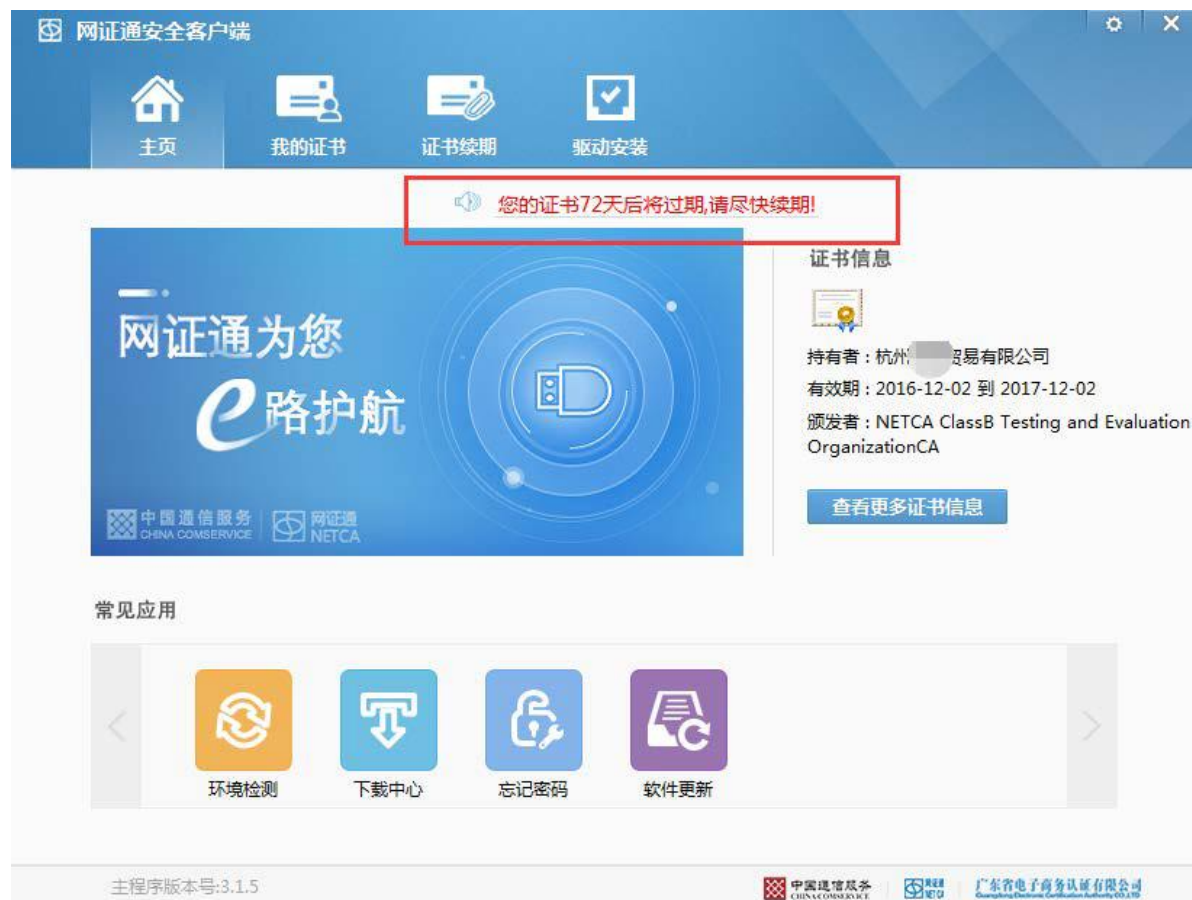 网证通安全客户端
主页
我的证书
证书续期
驱动安装
您的证书72天后将过期,请尽快续期!
网证通为您
e路护航
中国通信服务
CHINA COMSERVICE
网证通
NETCA
证书信息
持有者：杭州 贸易有限公司
有效期：2016-12-02 到 2017-12-02
颁发者：NETCA ClassB Testing and Evaluation
OrganizationCA
查看更多证书信息
常见应用
环境检测
下载中心
忘记密码
软件更新
主程序版本号:3.1.5
中国通信服务
CHINA COMSERVICE
网证通
NETCA
广东省电子商务认证有限公司